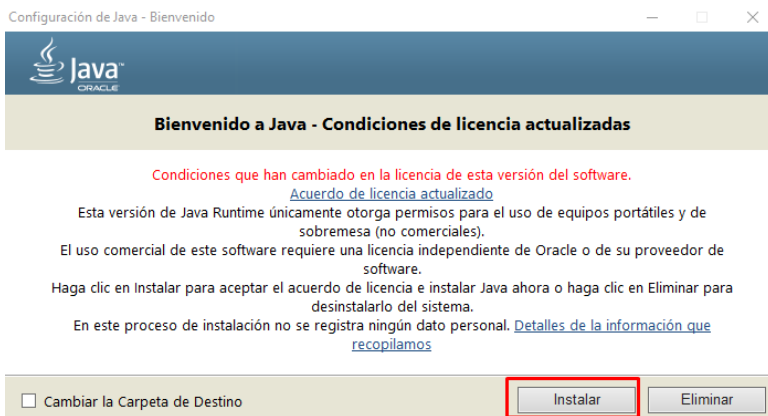 Configuración de Java - Bienvenido
Java™
ORACLE
Bienvenido a Java - Condiciones de licencia actualizadas
Condiciones que han cambiado en la licencia de esta versión del software.
Acuerdo de licencia actualizado
Esta versión de Java Runtime únicamente otorga permisos para el uso de equipos portátiles y de
sobremesa (no comerciales).
El uso comercial de este software requiere una licencia independiente de Oracle o de su proveedor de
software.
Haga clic en Instalar para aceptar el acuerdo de licencia e instalar Java ahora o haga clic en Eliminar para
desinstalarlo del sistema.
En este proceso de instalación no se registra ningún dato personal. Detalles de la información que
recopilamos
Cambiar la Carpeta de Destino
Instalar
Eliminar